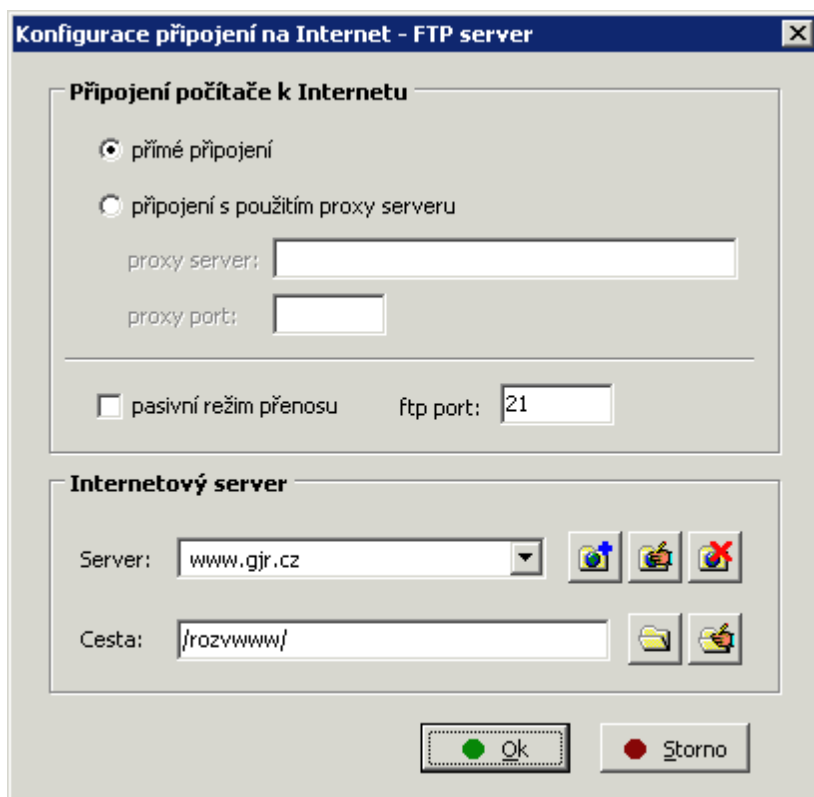 Konfigurace připojení na Internet - FTP server
Připojení počítače k Internetu
přímé připojení
připojení s použitím proxy serveru
proxy server:
proxy port:
pasivní režim přenosu ftp port: 21
Internetový server
Server: www.gjr.cz
Cesta: /rozvwww/
Ok Storno